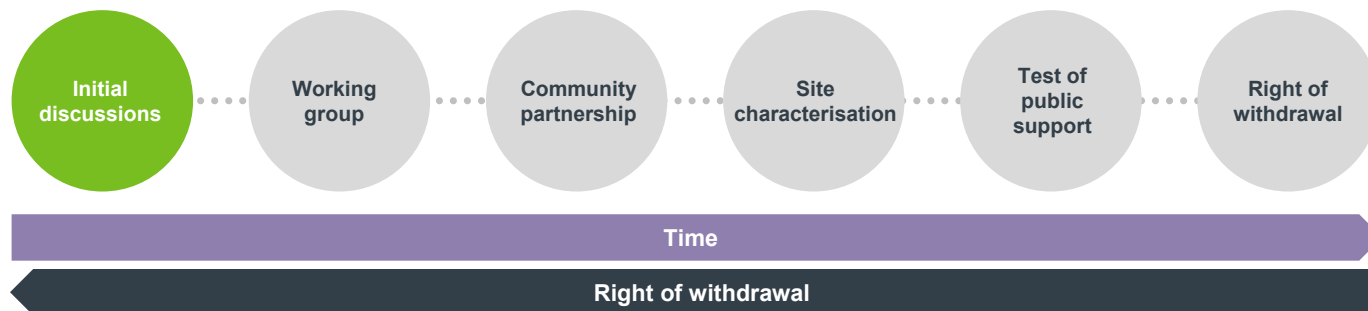 Initial
discussions
Working
group
Community
partnership
Site
characterisation
Test of
public
support
Right of
withdrawal
Time
Right of withdrawal